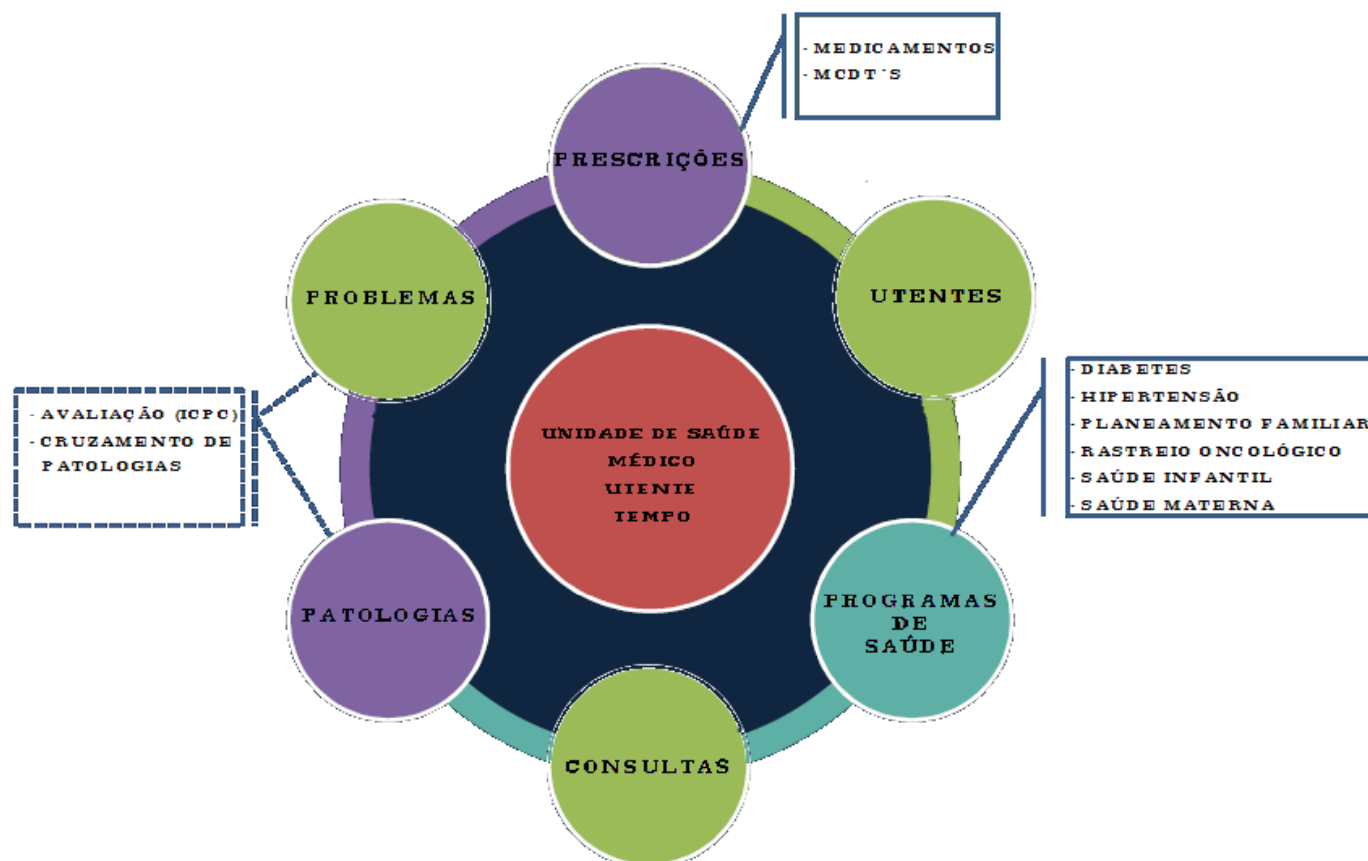 - MEDICAMENTOS
- MCDT´S
PRESCRIÇÕES
PROBLEMAS
UTENTES
- AVALIAÇÃO (ICPC)
- CRUZAMENTO DE
PATOLOGIAS
UNIDADE DE SAÚDE
MÉDICO
UTENTE
TEMPO
- DIABETES
- HIPERTENSÃO
- PLANEAMENTO FAMILIAR
- RASTREIO ONCOLÓGICO
- SAÚDE INFANTIL
- SAÚDE MATERNA
PATOLOGIAS
PROGRAMAS
DE
SAÚDE
CONSULTAS